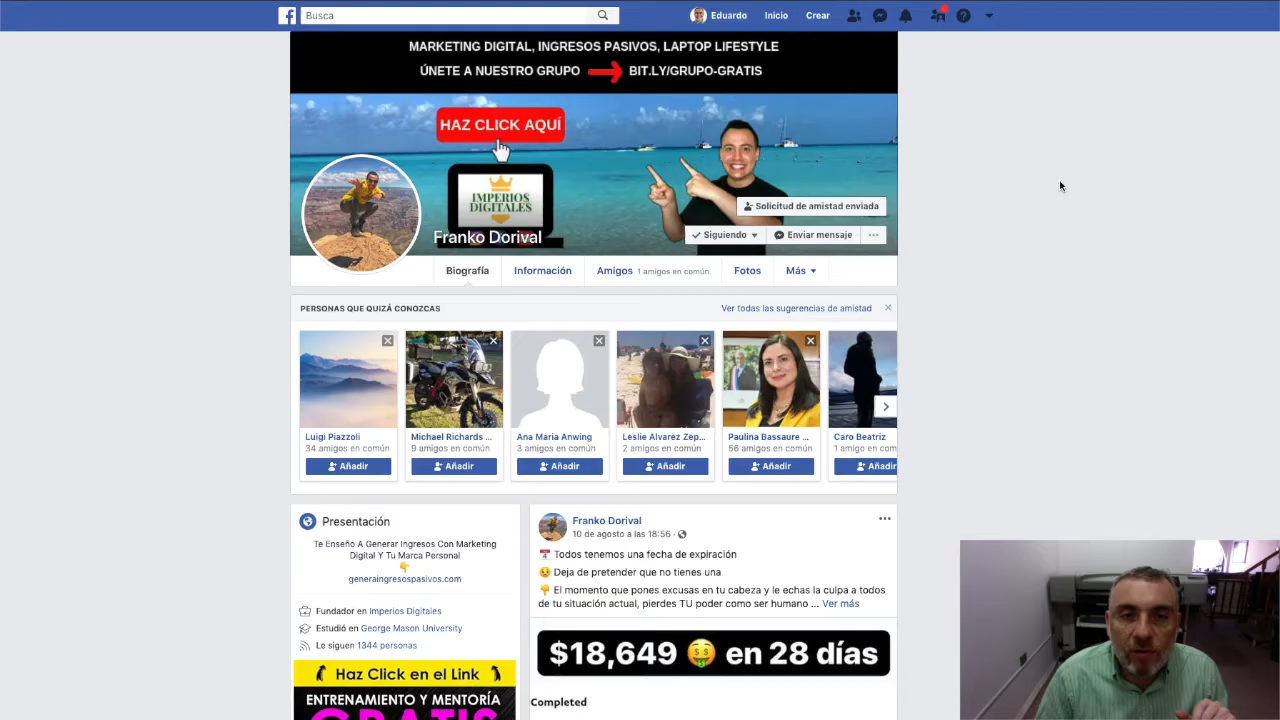 Busca
Eduardo
Inicio
Crear
MARKETING DIGITAL, INGRESOS PASIVOS, LAPTOP LIFESTYLE
ÚNETE A NUESTRO GRUPO
BIT.LY/GRUPO-GRATIS
HAZ CLICK AQUÍ
IMPERIOS
DIGITALES
Franko Dorival
Solicitud de amistad enviada
Siguiendo
Enviar mensaje
Biografía
Información
Amigos 1 amigos en común
Fotos
Más
PERSONAS QUE QUIZÁ CONOZCAS
Ver todas las sugerencias de amistad
Luigi Piazzoli
34 amigos en común
Añadir
Michael Richards ...
9 amigos en común
Añadir
Ana Maria Anwing
3 amigos en común
Añadir
Leslie Alvarez Zep...
2 amigos en común
Añadir
Paulina Bassaure ...
56 amigos en común
Añadir
Caro Beatriz
1 amigo en com
Añadir
Presentación
Te Enseño A Generar Ingresos Con Marketing
Digital Y Tu Marca Personal
👇
generaingresospasivos.com
Fundador en Imperios Digitales
Estudió en George Mason University
Le siguen 1344 personas
Haz Click en el Link
ENTRENAMIENTO Y MENTORÍA
GRATIS
Franko Dorival
10 de agosto a las 18:56 ·
📅 Todos tenemos una fecha de expiración
😉 Deja de pretender que no tienes una
👇 El momento que pones excusas en tu cabeza y le echas la culpa a todos
de tu situación actual, pierdes TU poder como ser humano ... Ver más
$18,649 🤑 en 28 días
Completed